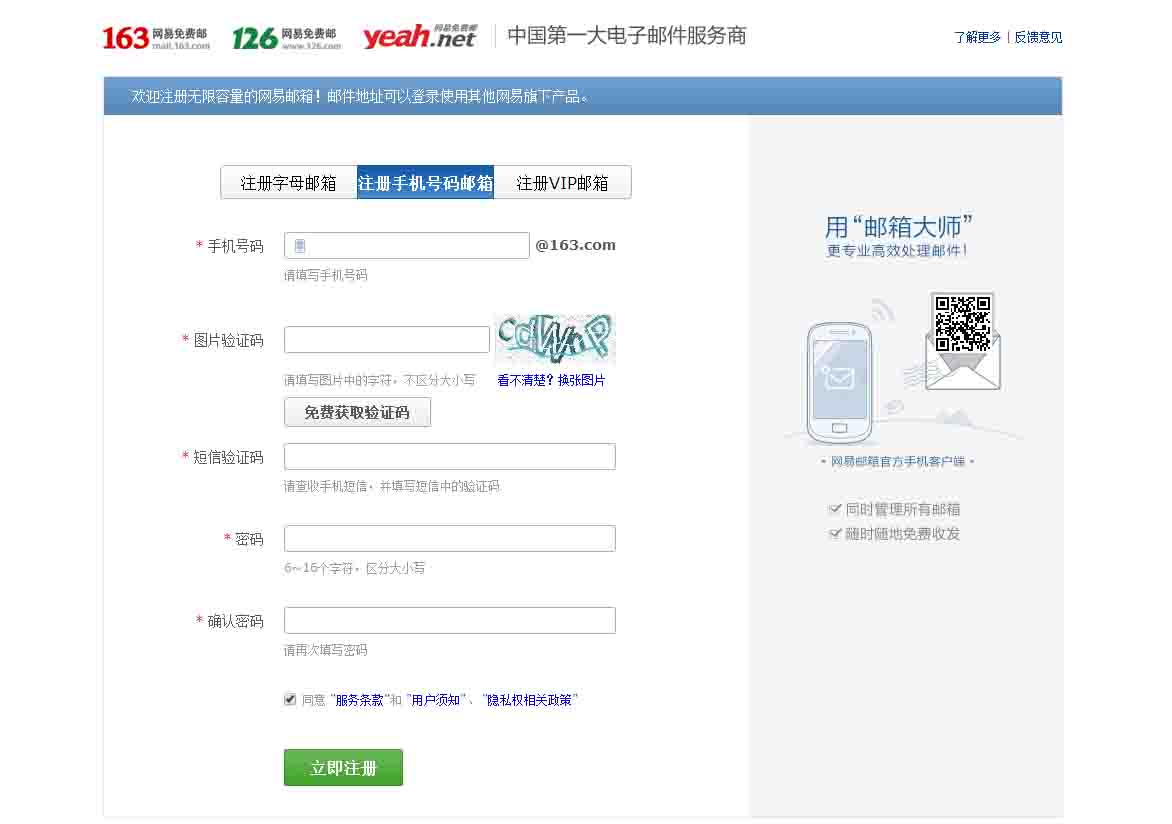 163 网易免费邮 mail.163.com 126 网易免费邮 www.126.com yeah.net 网易免费邮 中国第一大电子邮件服务商 了解更多 | 反馈意见
欢迎注册无限容量的网易邮箱！邮件地址可以登录使用其他网易旗下产品。
注册字母邮箱 注册手机号码邮箱 注册VIP邮箱
* 手机号码 @163.com
请填写手机号码
* 图片验证码
请填写图片中的字符，不区分大小写 看不清楚？换张图片
免费获取验证码
* 短信验证码
请查收手机短信，并填写短信中的验证码
* 密码
6~16个字符，区分大小写
* 确认密码
请再次填写密码
同意 “服务条款”和 “用户须知”、 “隐私权相关政策”
立即注册
用“邮箱大师”
更专业高效处理邮件！
• 网易邮箱官方手机客户端 •
同时管理所有邮箱
随时随地免费收发